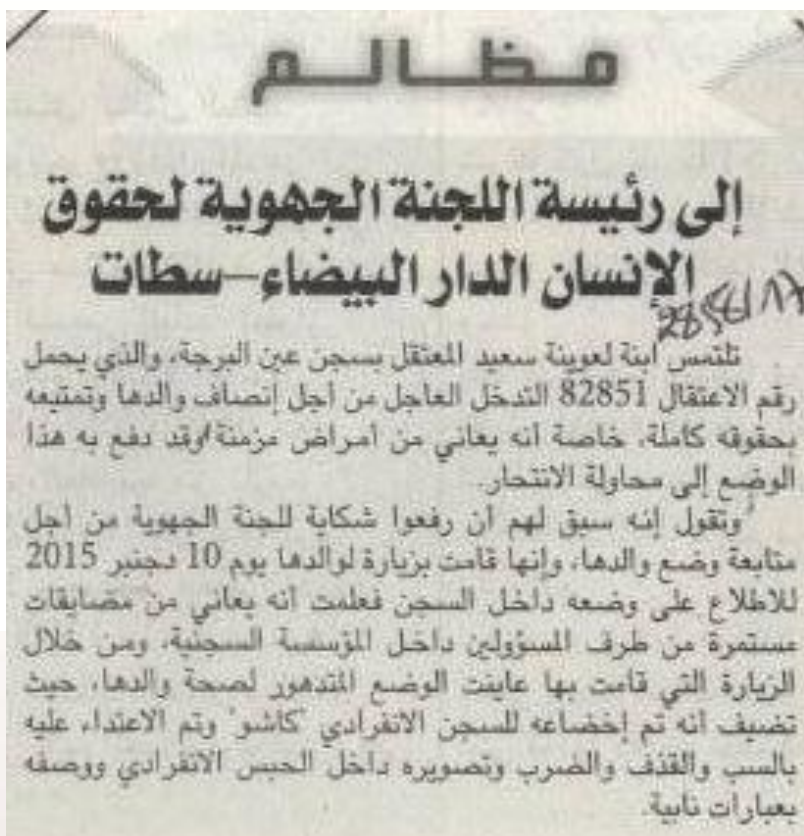 مظالم
إلى رئيسة اللجنة الجهوية لحقوق
الإنسان الدار البيضاء-سطات
2858/17
تلتمس ابنة لعوينة سعيد المعتقل بسجن عين البرجة، والذي يحمل
رقم الاعتقال 82851 التدخل العاجل من أجل إنصاف والدها وتمتيعه
بحقوقه كاملة، خاصة أنه يعاني من أمراض مزمنة وقد دفع به هذا
الوضع إلى محاولة الانتحار.
وتقول إنه سبق لهم أن رفعوا شكاية للجنة الجهوية من أجل
متابعة وضع والدها، وإنها قامت بزيارة لوالدها يوم 10 دجنبر 2015
للاطلاع على وضعه داخل السجن فعلمت أنه يعاني من مضايقات
مستمرة من طرف المسؤولين داخل المؤسسة السجنية، ومن خلال
الزيارة التي قامت بها عاينت الوضع المتدهور لصحة والدها، حيث
تضيف أنه تم إخضاعه للسجن الانفرادي "كاشو" وتم الاعتداء عليه
بالسب والقذف والضرب وتصويره داخل الحبس الانفرادي ووصفه
بعبارات نابية.